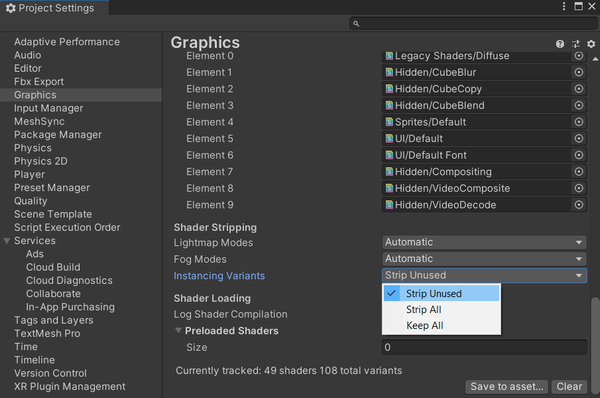 Project Settings
Adaptive Performance
Audio
Editor
Fbx Export
Graphics
Input Manager
MeshSync
Package Manager
Physics
Physics 2D
Player
Preset Manager
Quality
Scene Template
Script Execution Order
Services
Ads
Cloud Build
Cloud Diagnostics
Collaborate
In-App Purchasing
Tags and Layers
TextMesh Pro
Time
Timeline
Version Control
XR Plugin Management
Graphics
Element 0 Legacy Shaders/Diffuse
Element 1 Hidden/CubeBlur
Element 2 Hidden/CubeCopy
Element 3 Hidden/CubeBlend
Element 4 Sprites/Default
Element 5 UI/Default
Element 6 UI/Default Font
Element 7 Hidden/Compositing
Element 8 Hidden/VideoComposite
Element 9 Hidden/VideoDecode
Shader Stripping
Lightmap Modes Automatic
Fog Modes Automatic
Instancing Variants Strip Unused
Strip Unused
Strip All
Keep All
Shader Loading
Log Shader Compilation
Preloaded Shaders
Size 0
Currently tracked: 49 shaders 108 total variants
Save to asset... Clear